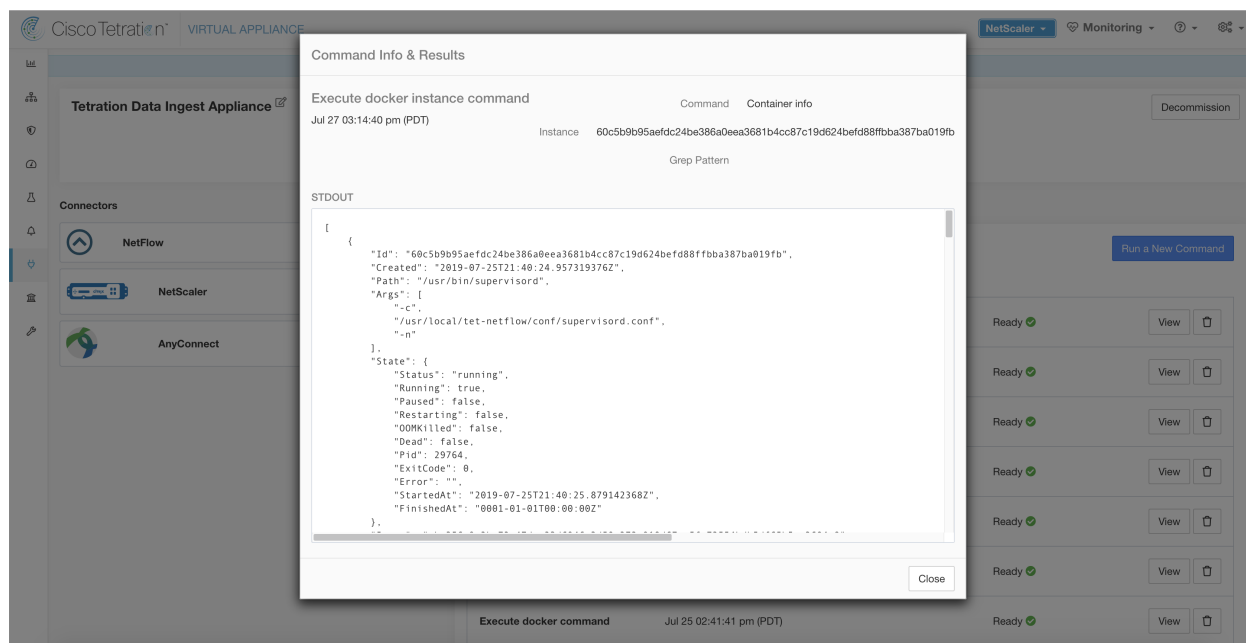 Cisco Tetration™ VIRTUAL APPLIANCE
NetScaler
Monitoring
Tetration Data Ingest Appliance
Decommission
Connectors
NetFlow
NetScaler
AnyConnect
Run a New Command
Command Info & Results
Execute docker instance command
Jul 27 03:14:40 pm (PDT)
Command Container info
Instance 60c5b9b95aefdc24be386a0eea3681b4cc87c19d624befd88ffbba387ba019fb
Grep Pattern
STDOUT
[
{
"Id": "60c5b9b95aefdc24be386a0eea3681b4cc87c19d624befd88ffbba387ba019fb",
"Created": "2019-07-25T21:40:24.957319376Z",
"Path": "/usr/bin/supervisord",
"Args": [
"-c",
"/usr/local/tet-netflow/conf/supervisord.conf",
"-n"
],
"State": {
"Status": "running",
"Running": true,
"Paused": false,
"Restarting": false,
"OOMKilled": false,
"Dead": false,
"Pid": 29764,
"ExitCode": 0,
"Error": "",
"StartedAt": "2019-07-25T21:40:25.879142368Z",
"FinishedAt": "0001-01-01T00:00:00Z"
},
Close
Ready View
Ready View
Ready View
Ready View
Ready View
Ready View
Execute docker command Jul 25 02:41:41 pm (PDT) Ready View